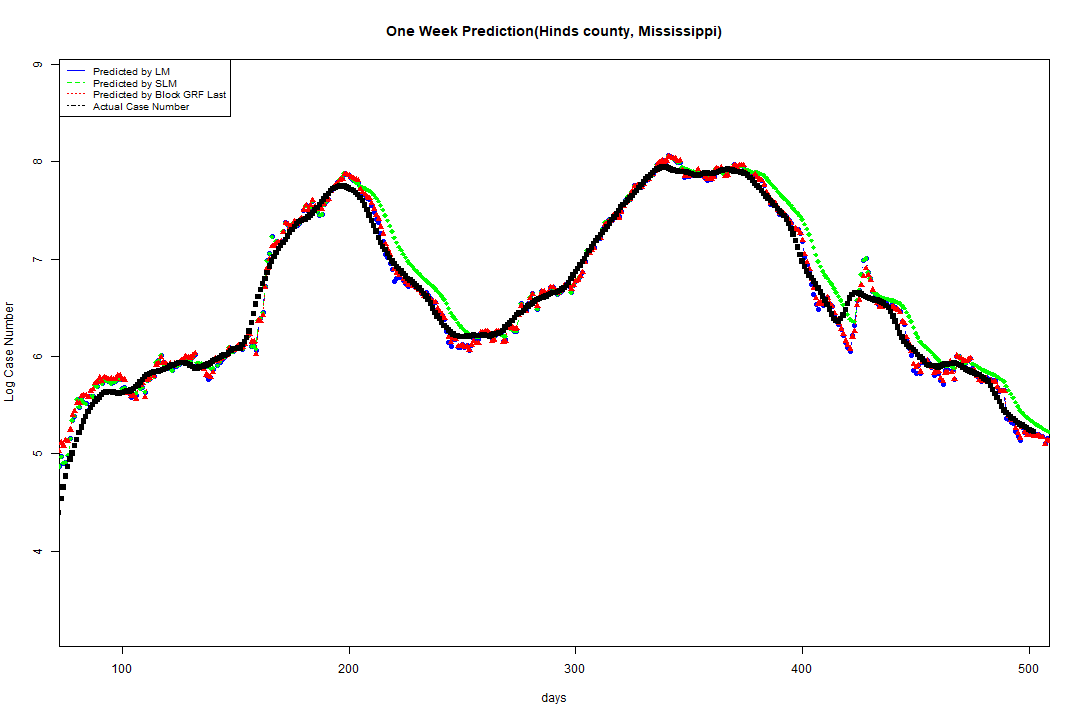 One Week Prediction(Hinds county, Mississippi)
Predicted by LM
Predicted by SLM
Predicted by Block GRF Last
Actual Case Number
9
8
7
6
5
4
Log Case Number
100 200 300 400 500
days